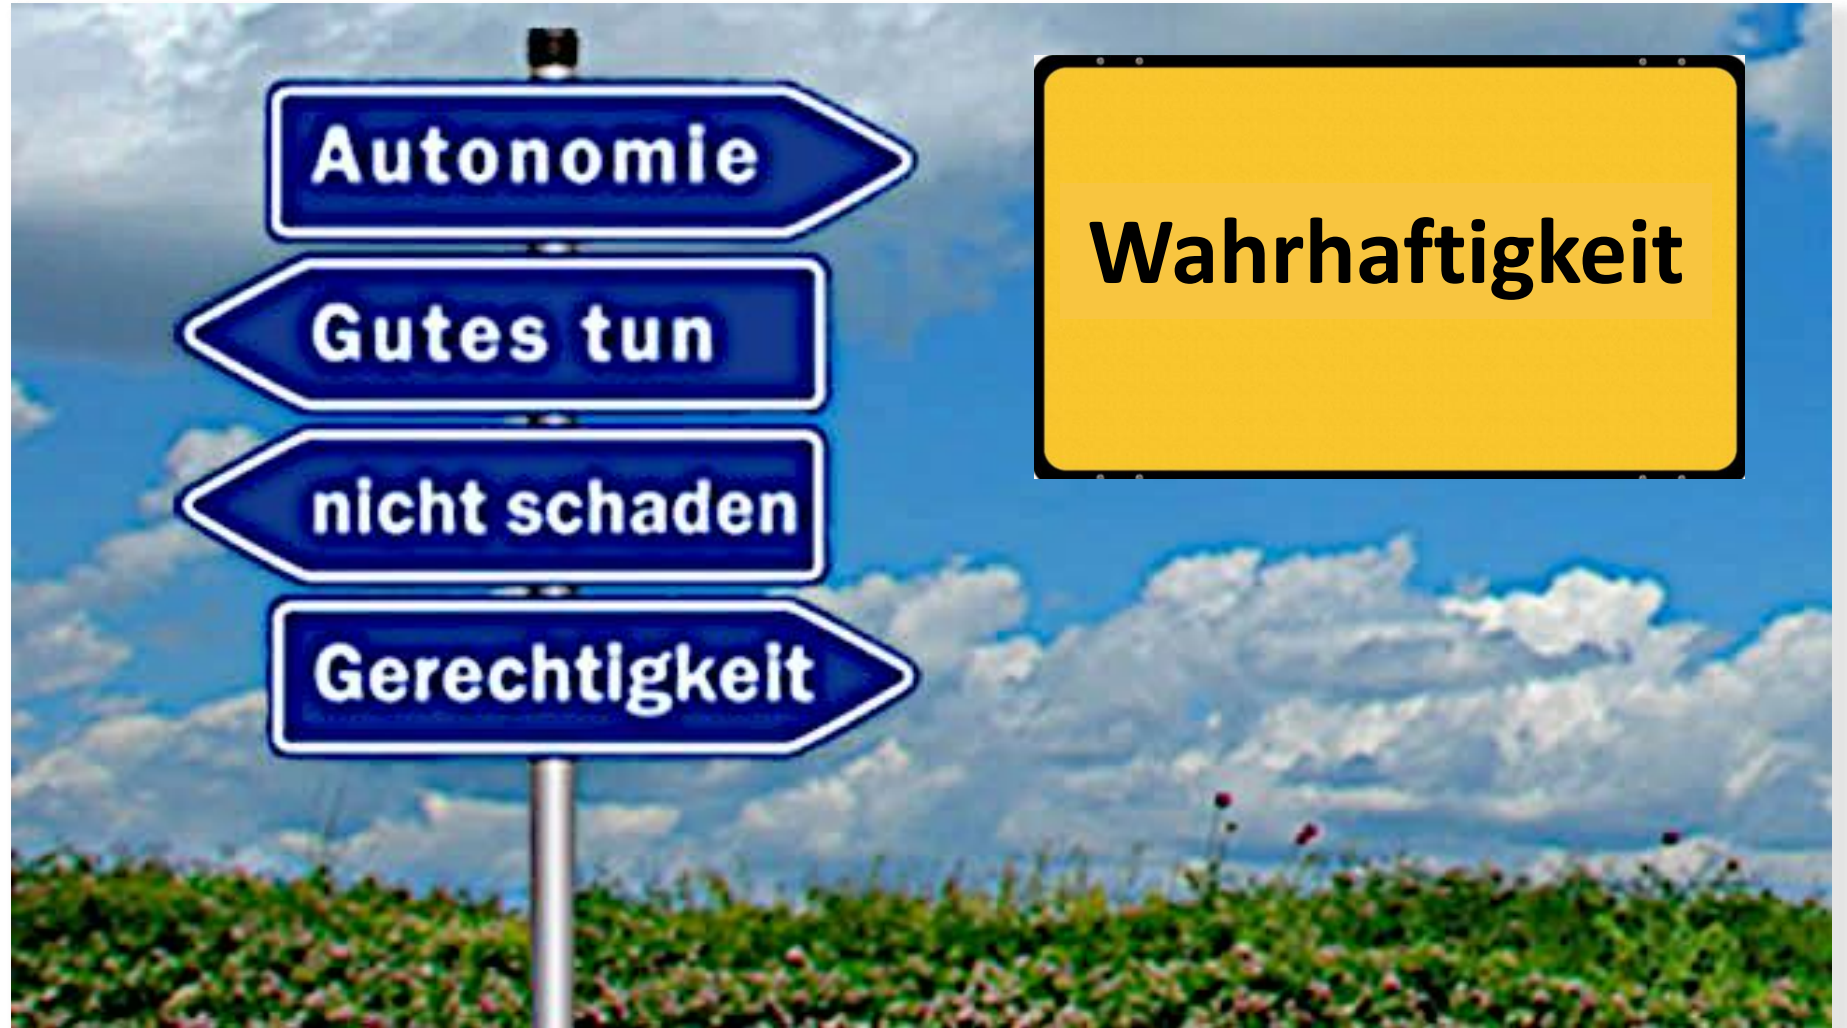 Autonomie
Gutes tun
nicht schaden
Gerechtigkeit
Wahrhaftigkeit